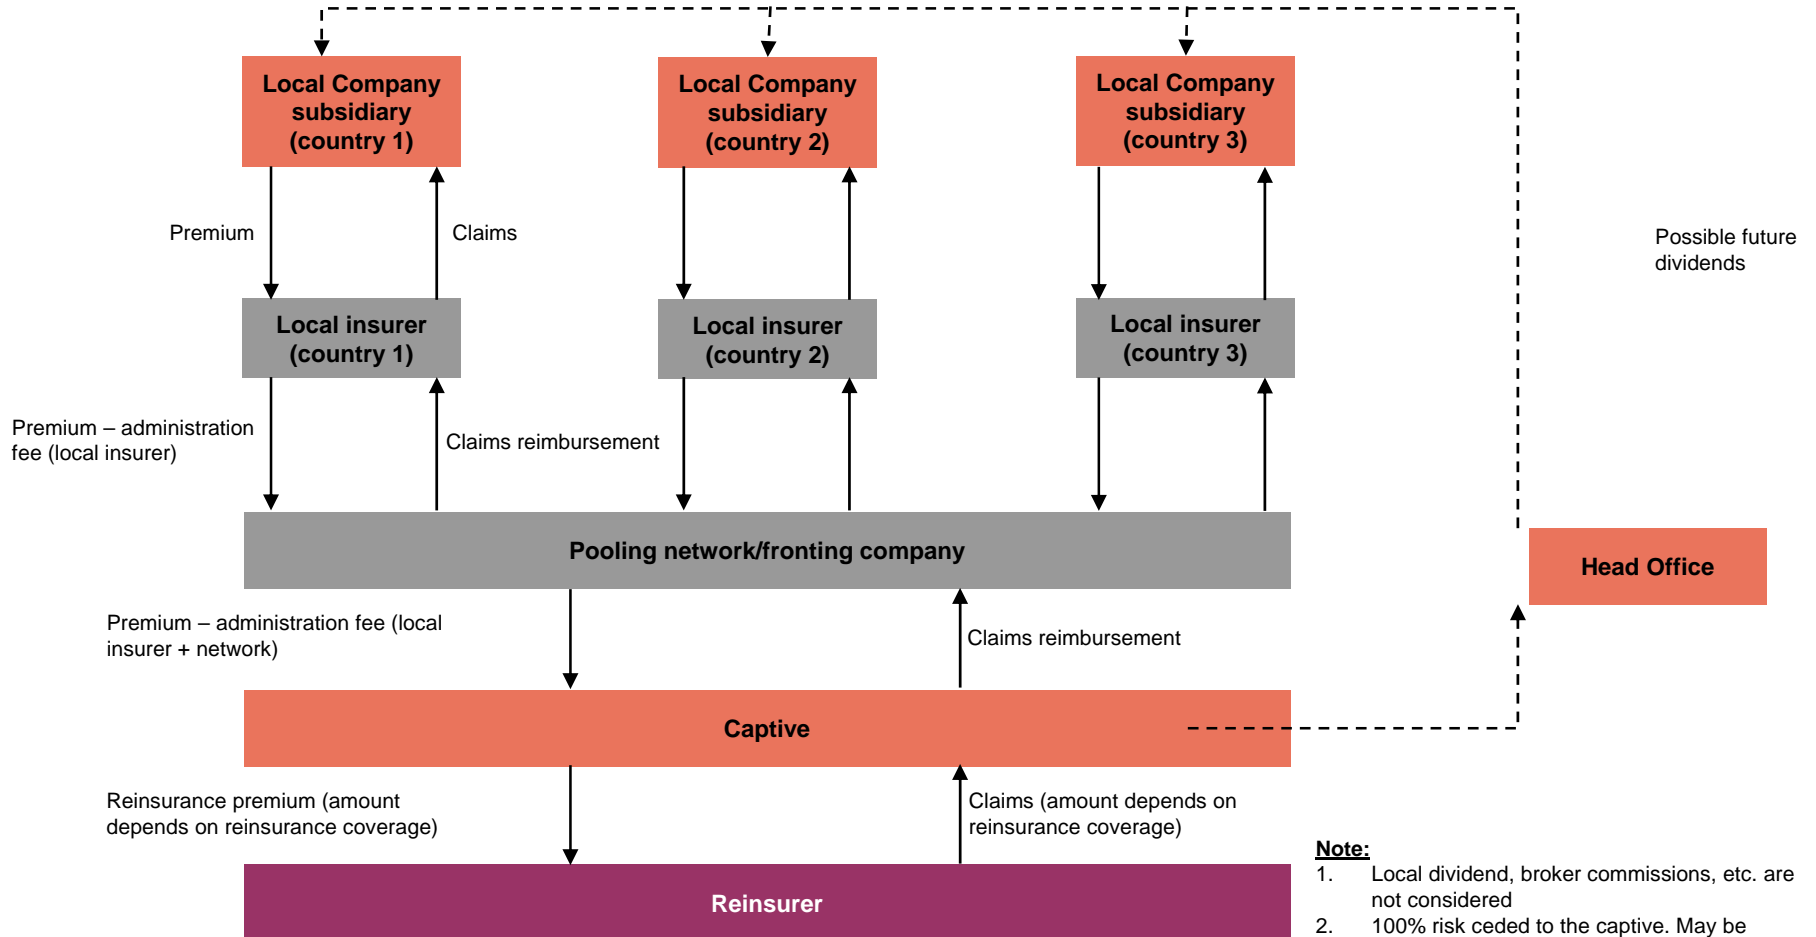 Local Company
subsidiary
(country 1)
Local Company
subsidiary
(country 2)
Local Company
subsidiary
(country 3)
Premium
Claims
Possible future
dividends
Local insurer
(country 1)
Local insurer
(country 2)
Local insurer
(country 3)
Premium – administration
fee (local insurer)
Claims reimbursement
Pooling network/fronting company
Head Office
Premium – administration fee (local
insurer + network)
Claims reimbursement
Captive
Reinsurance premium (amount
depends on reinsurance coverage)
Claims (amount depends on
reinsurance coverage)
Reinsurer
Note:
1. Local dividend, broker commissions, etc. are
not considered
2. 100% risk ceded to the captive. May be